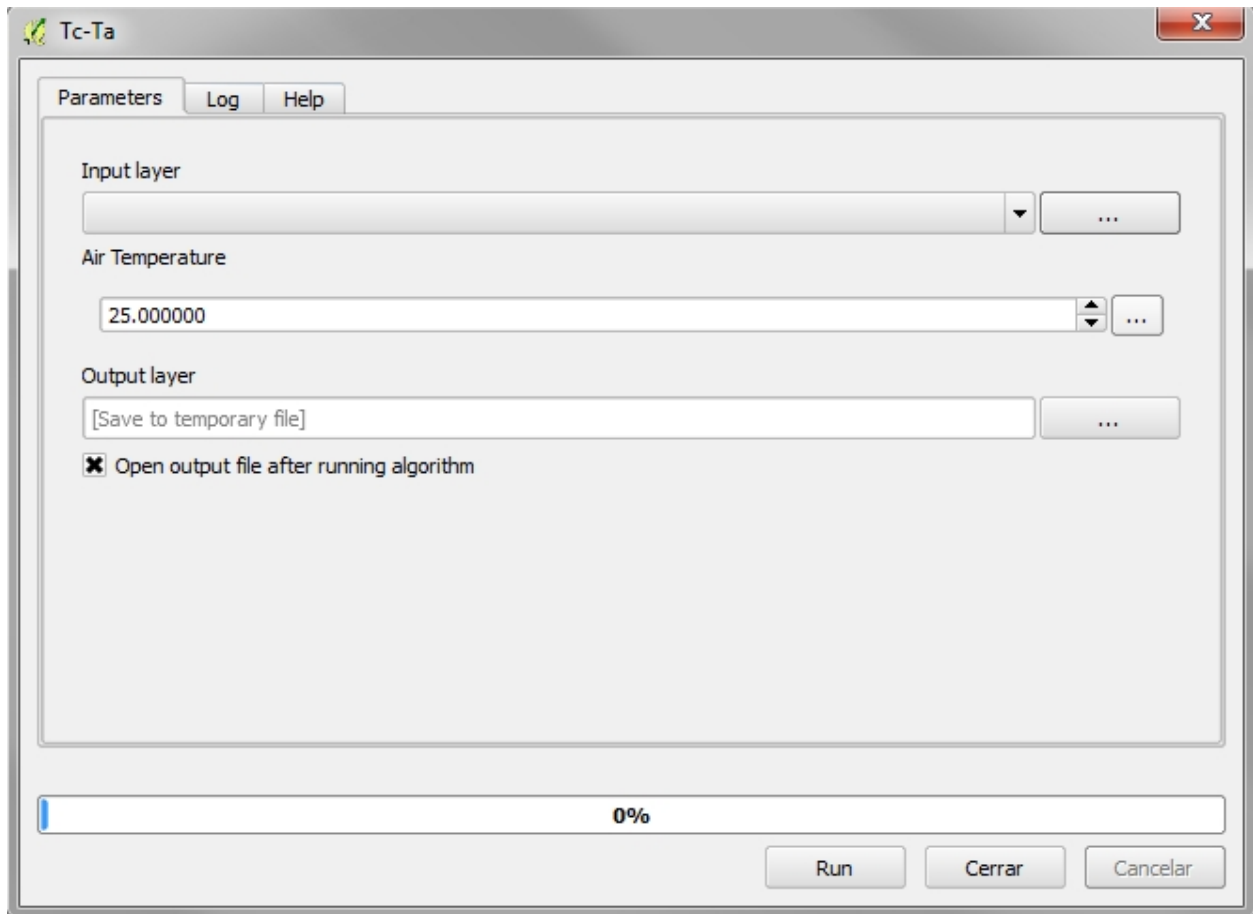 Tc-Ta
Parameters Log Help
Input layer
...
Air Temperature
25.000000
...
Output layer
[Save to temporary file]
...
Open output file after running algorithm
0%
Run Cerrar Cancelar